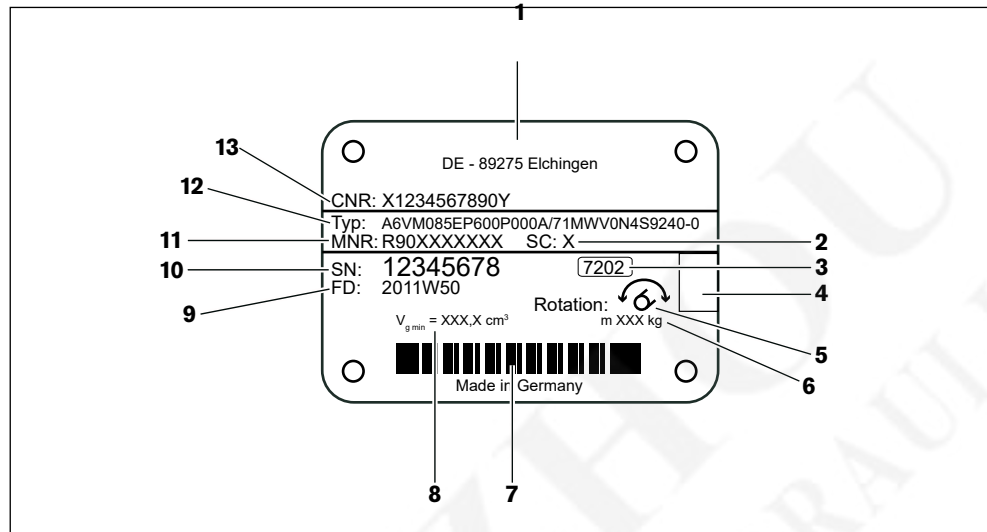 1
DE - 89275 Elchingen
13
CNR: X1234567890Y
12
Typ: A6VM085EP600P000A/71MWV0N4S9240-0
11
MNR: R90XXXXXXX SC: X
2
10
SN: 12345678
7202
3
FD: 2011W50
9
4
Rotation:
V g min = XXX,X cm³
m XXX kg
5
6
Made in Germany
8
7
ZHOU
RAULI